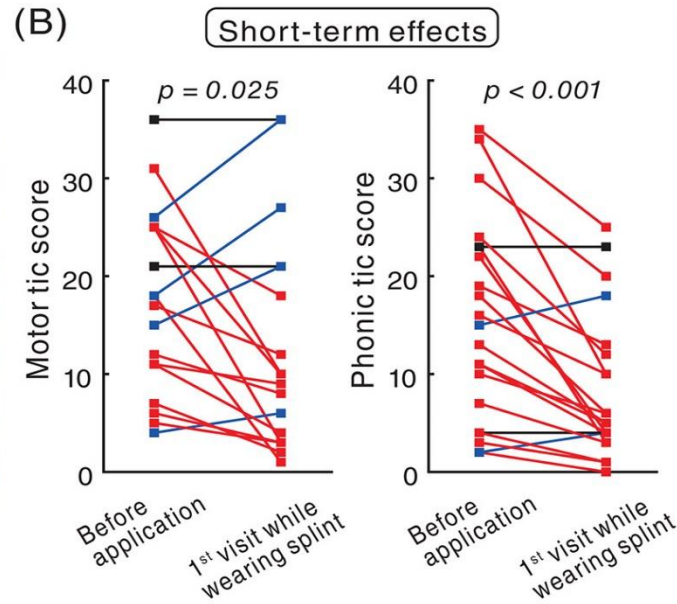 (B)
Short-term effects
Motor tic score
40
30
20
10
0
p = 0.025
Before
application
1st visit while
wearing splint
Phonic tic score
40
30
20
10
0
p < 0.001
Before
application
1st visit while
wearing splint